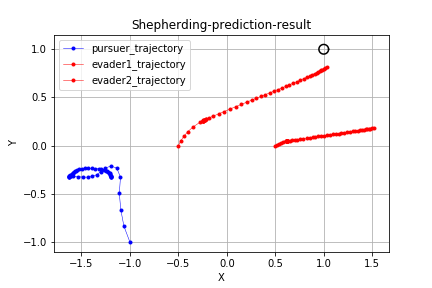 Shepherding-prediction-result
pursuer_trajectory
evader1_trajectory
evader2_trajectory
1.0
0.5
0.0
−0.5
−1.0
Y
−1.5 −1.0 −0.5 0.0 0.5 1.0 1.5
X